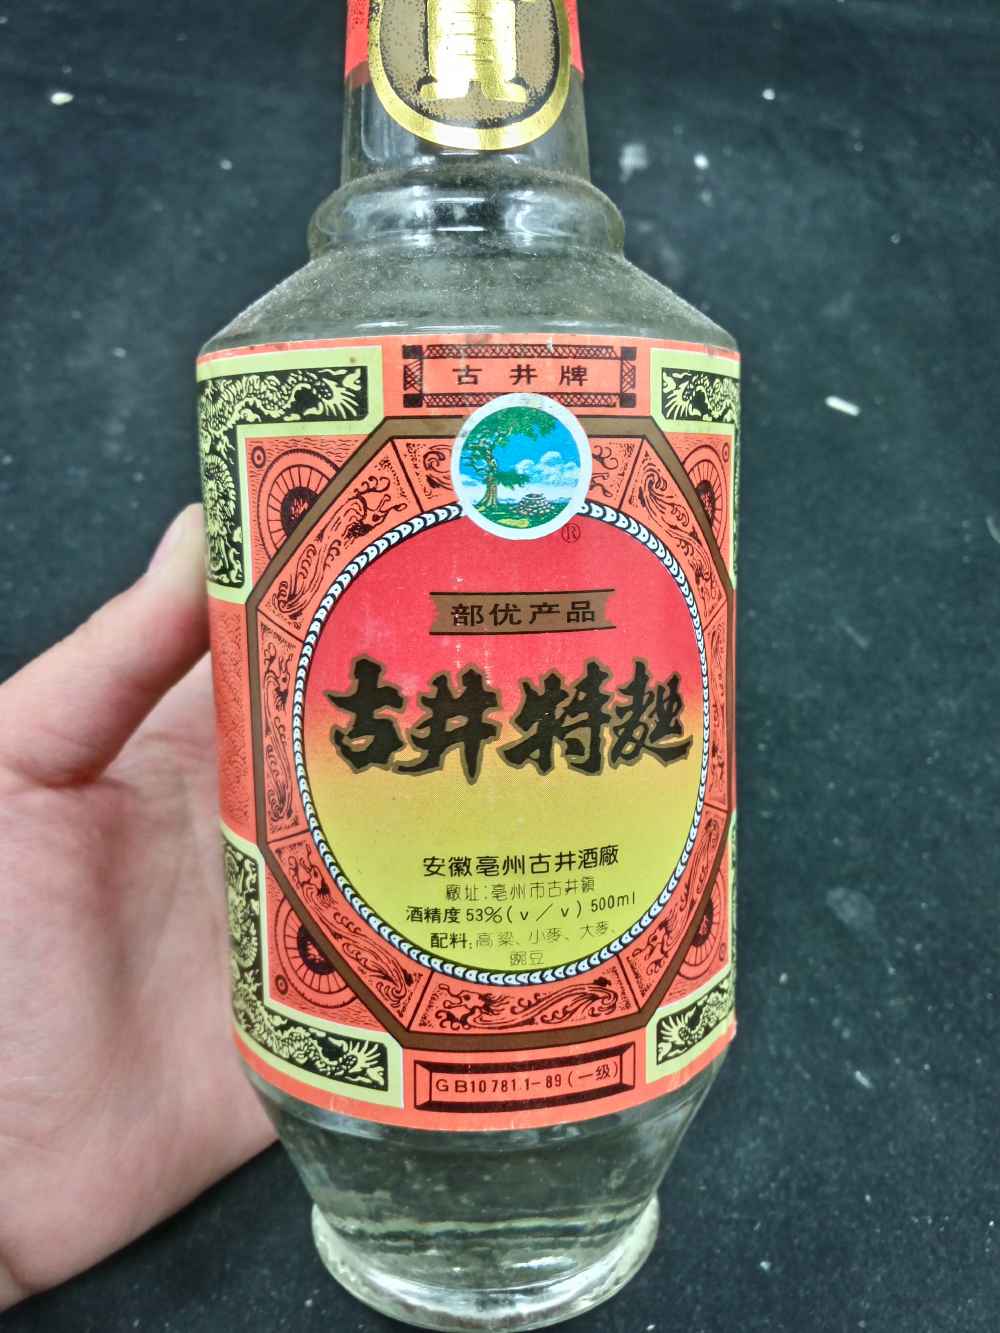 古井牌
R
部优产品
古井特麯
安徽亳州古井酒廠
廠址:亳州市古井鎮
酒精度53%(v/v) 500ml
配料:高粱、小麥、大麥、
豌豆
GB10781.1-89(一级)